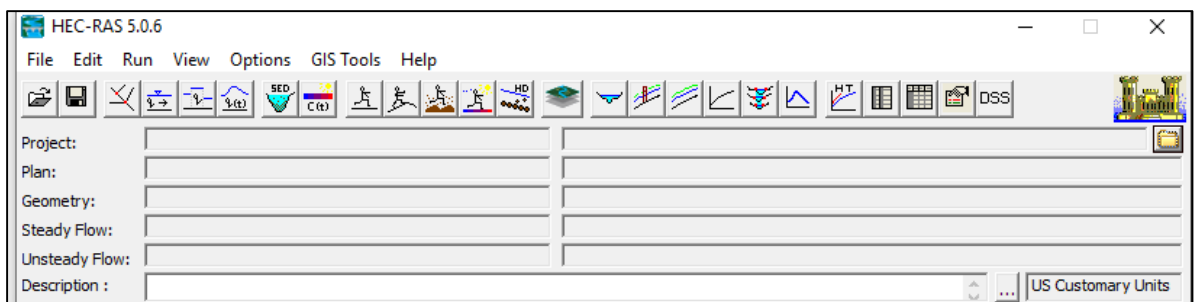 HEC-RAS 5.0.6
File Edit Run View Options GIS Tools Help
SED C(t) HD HT DSS
Project:
Plan:
Geometry:
Steady Flow:
Unsteady Flow:
Description : ... US Customary Units